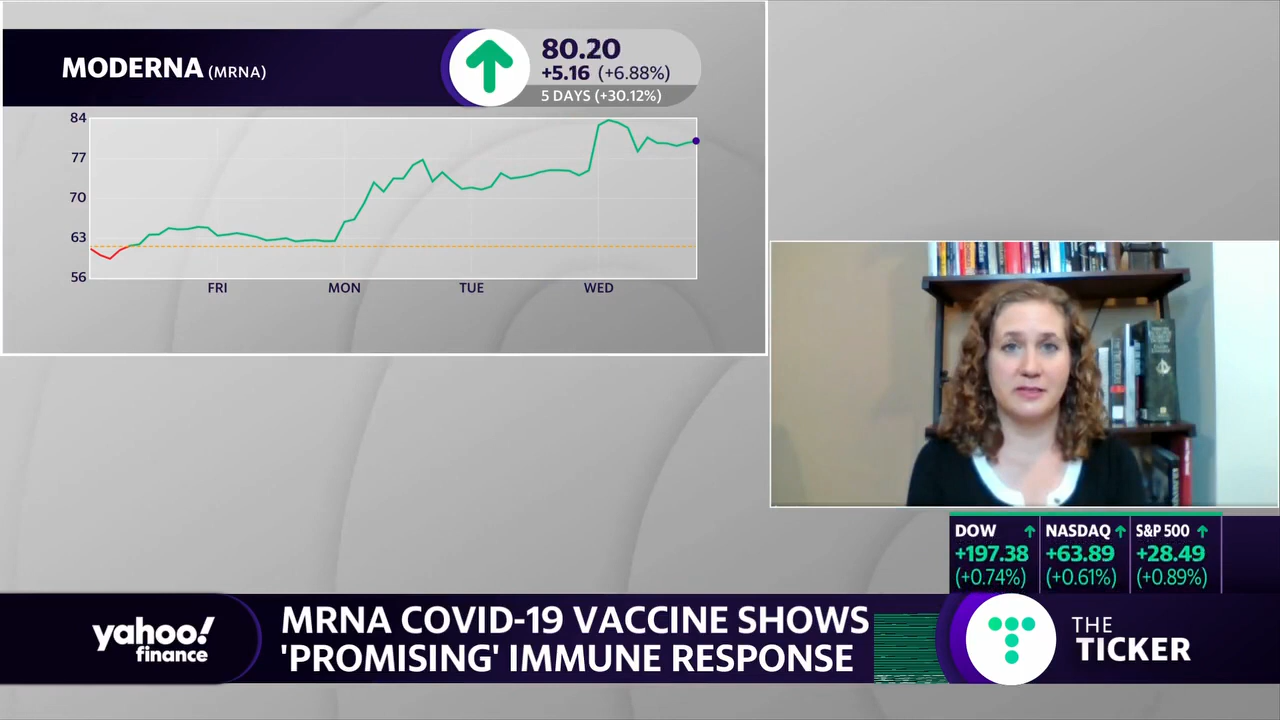 MODERNA (MRNA)
80.20
+5.16 (+6.88%)
5 DAYS (+30.12%)
84
77
70
63
56
FRI MON TUE WED
DOW
+197.38
(+0.74%)
NASDAQ
+63.89
(+0.61%)
S&P 500
+28.49
(+0.89%)
yahoo!
finance
MRNA COVID-19 VACCINE SHOWS
'PROMISING' IMMUNE RESPONSE
THE
TICKER